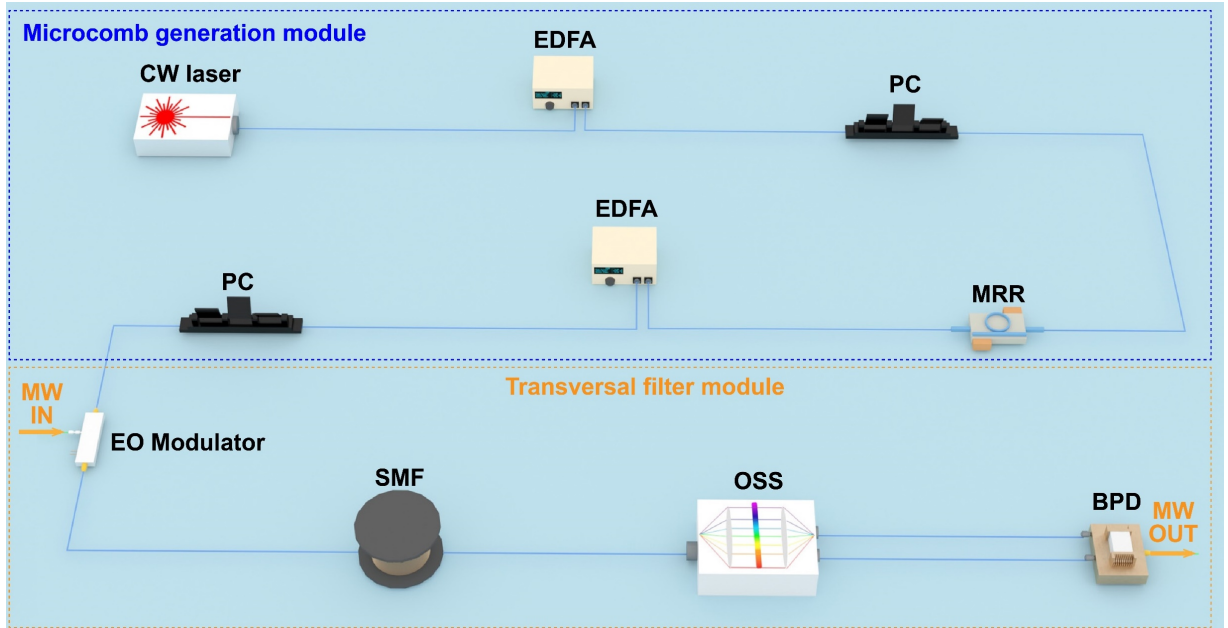 Microcomb generation module
EDFA
CW laser
PC
EDFA
PC
MRR
Transversal filter module
MW
IN
EO Modulator
SMF
OSS
BPD
MW
OUT